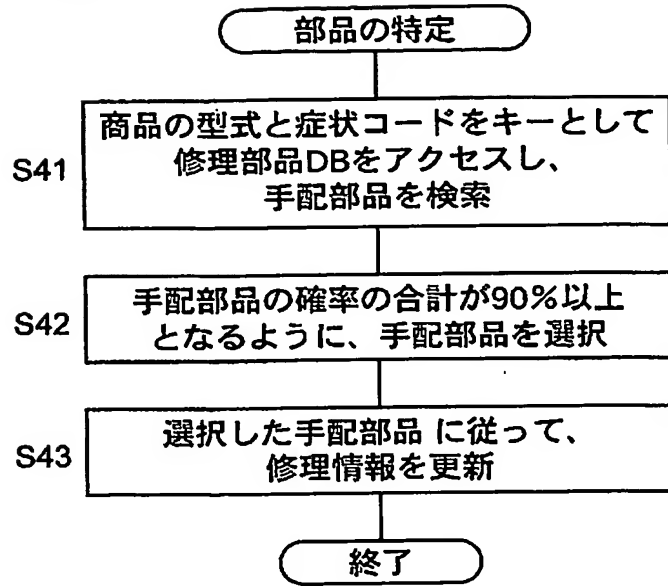 部品の特定
S41
商品の型式と症状コードをキーとして
修理部品DBをアクセスし、
手配部品を検索
S42
手配部品の確率の合計が90%以上
となるように、手配部品を選択
S43
選択した手配部品 に従って、
修理情報を更新
終了